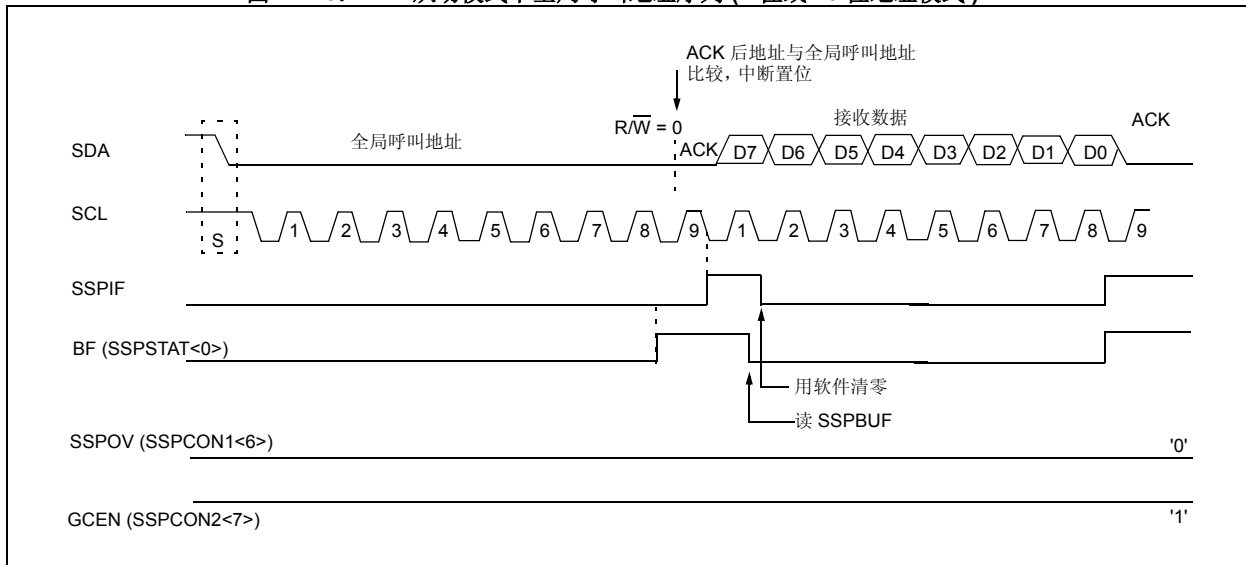 ACK 后地址与全局呼叫地址
比较，中断置位
SDA
全局呼叫地址
R/W = 0
ACK
接收数据
D7 D6 D5 D4 D3 D2 D1 D0
ACK
SCL
S
1 2 3 4 5 6 7 8 9 1 2 3 4 5 6 7 8 9
SSPIF
BF (SSPSTAT<0>)
用软件清零
读 SSPBUF
SSPOV (SSPCON1<6>)
'0'
GCEN (SSPCON2<7>)
'1'